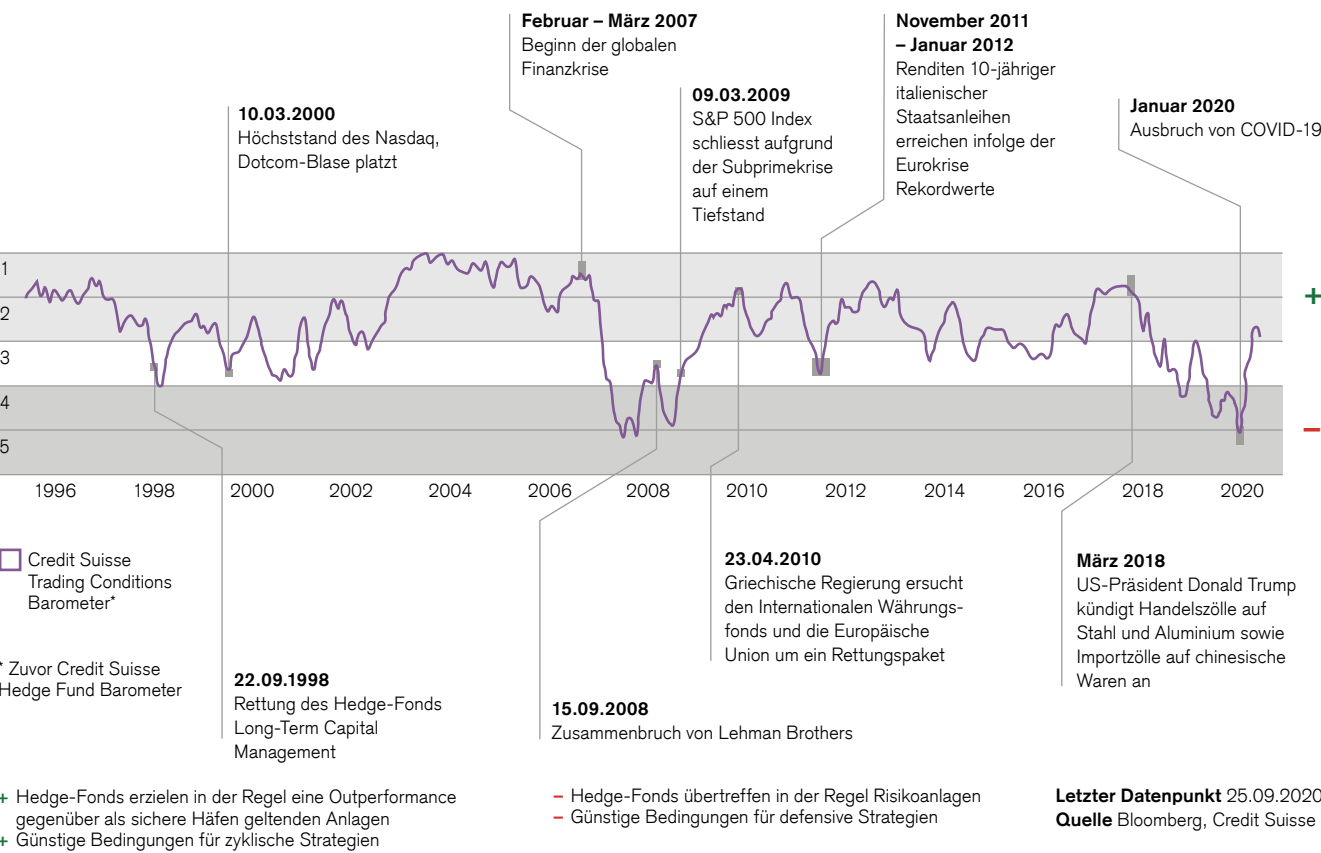 Februar – März 2007
Beginn der globalen
Finanzkrise
November 2011
– Januar 2012
Renditen 10-jähriger
italienischer
Staatsanleihen
erreichen infolge der
Eurokrise
Rekordwerte
10.03.2000
Höchststand des Nasdaq,
Dotcom-Blase platzt
09.03.2009
S&P 500 Index
schliesst aufgrund
der Subprimekrise
auf einem
Tiefstand
Januar 2020
Ausbruch von COVID-19
1
2
3
4
5
+
–
1996 1998 2000 2002 2004 2006 2008 2010 2012 2014 2016 2018 2020
Credit Suisse
Trading Conditions
Barometer*
* Zuvor Credit Suisse
Hedge Fund Barometer
22.09.1998
Rettung des Hedge-Fonds
Long-Term Capital
Management
15.09.2008
Zusammenbruch von Lehman Brothers
23.04.2010
Griechische Regierung ersucht
den Internationalen Währungs-
fonds und die Europäische
Union um ein Rettungspaket
März 2018
US-Präsident Donald Trump
kündigt Handelszölle auf
Stahl und Aluminium sowie
Importzölle auf chinesische
Waren an
+ Hedge-Fonds erzielen in der Regel eine Outperformance
gegenüber als sichere Häfen geltenden Anlagen
+ Günstige Bedingungen für zyklische Strategien
– Hedge-Fonds übertreffen in der Regel Risikoanlagen
– Günstige Bedingungen für defensive Strategien
Letzter Datenpunkt 25.09.2020
Quelle Bloomberg, Credit Suisse